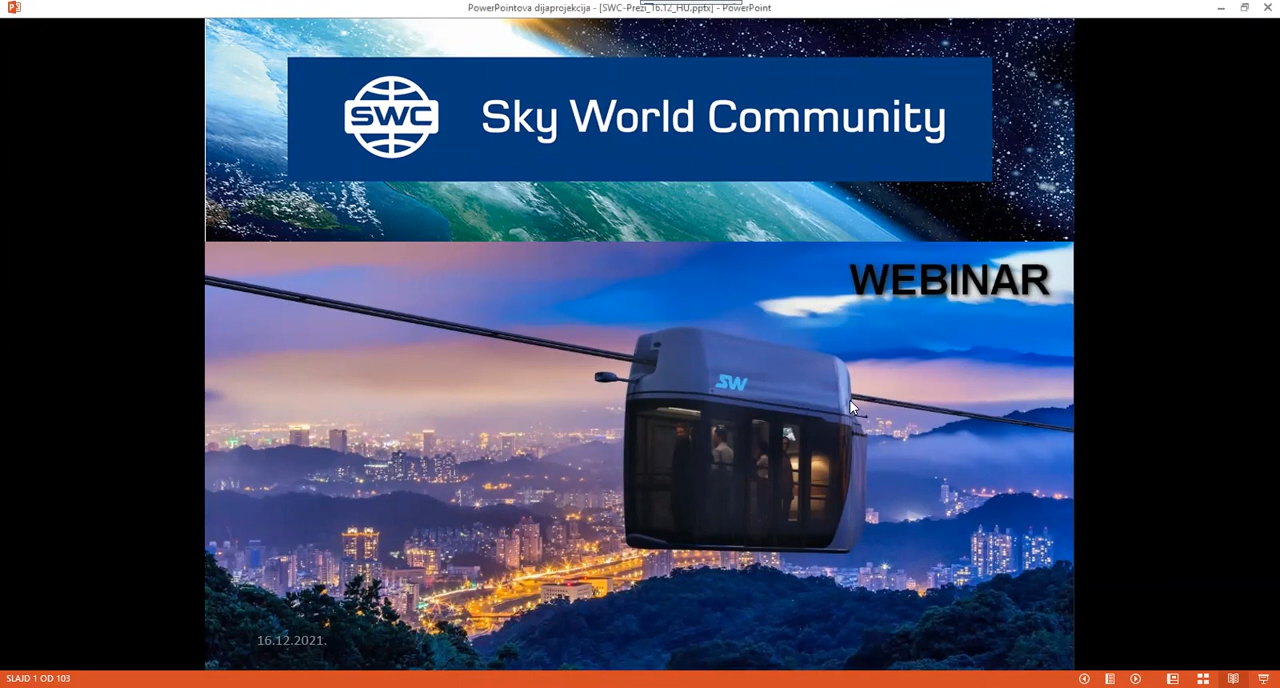 PowerPointova dijaprojekcija - [SWC-Prezi_16.12_HU.pptx] - PowerPoint
SWC
Sky World Community
WEBINAR
SW
16.12.2021.
SLAJD 1 OD 103